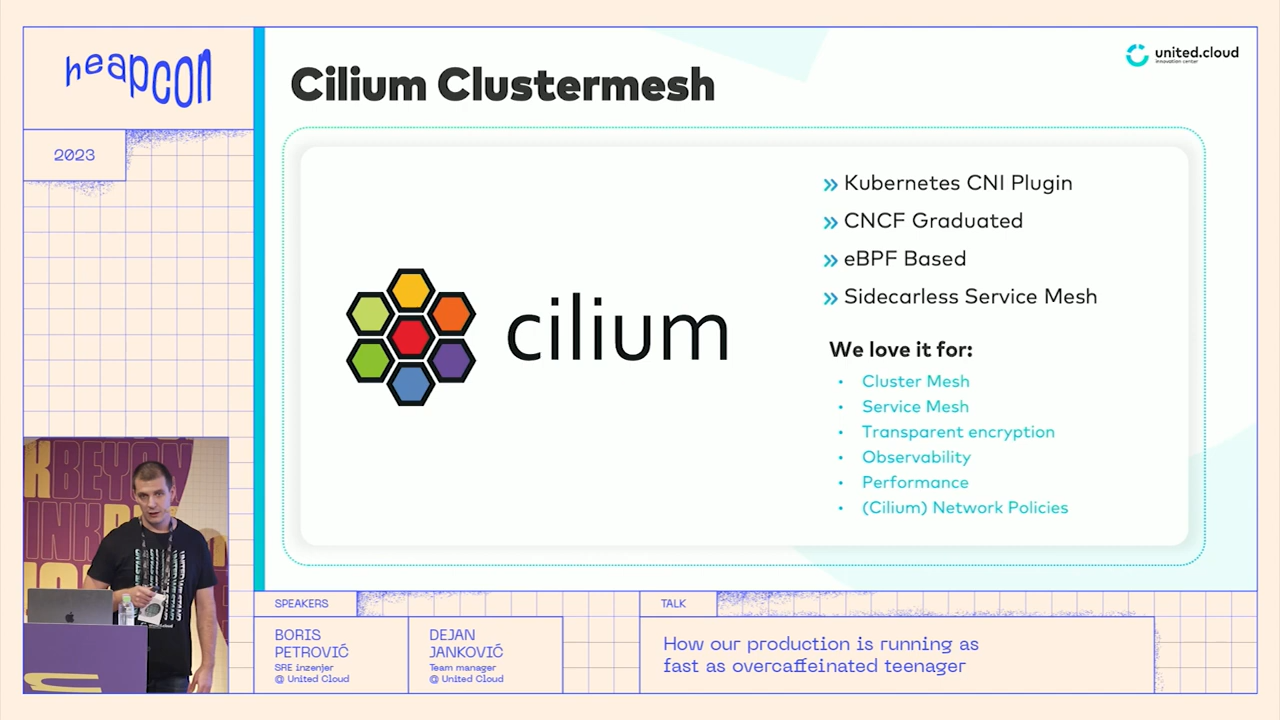 heapcon
2023
united.cloud
innovation center
Cilium Clustermesh
cilium
» Kubernetes CNI Plugin
» CNCF Graduated
» eBPF Based
» Sidecarless Service Mesh
We love it for:
• Cluster Mesh
• Service Mesh
• Transparent encryption
• Observability
• Performance
• (Cilium) Network Policies
BEYON
INK
SPEAKERS
BORIS
PETROVIĆ
SRE inzenjer
@ United Cloud
DEJAN
JANKOVIĆ
Team manager
@ United Cloud
TALK
How our production is running as
fast as overcaffeinated teenager